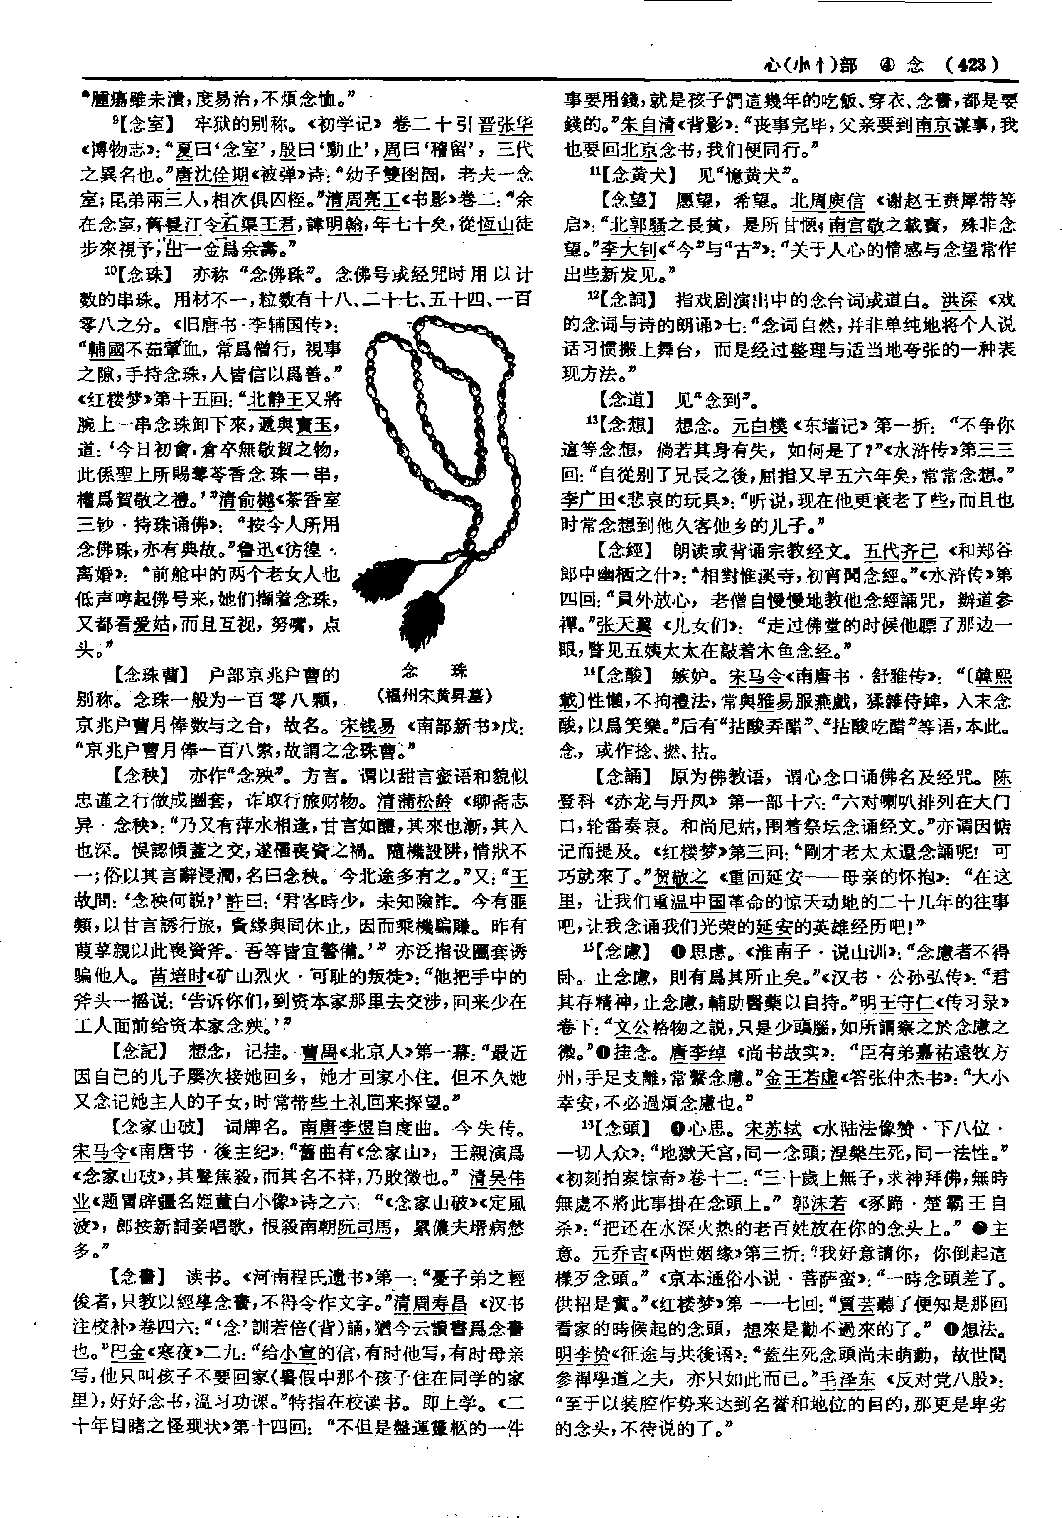 心(小忄)部 ④ 念 (423)
“腫瘍雖未潰,度易治,不煩念恤。”
⁹【念室】 牢狱的别称。《初学记》卷二十引晋张华
《博物志》:“夏曰‘念室’,殷曰‘動止’,周曰‘稽留’,三代
之異名也。”唐沈佺期《被弹》诗:“幼子雙囹圄,老夫一念
室;昆弟兩三人,相次俱囚桎。”清周亮工《书影》卷二:“余
在念室,舊
王君,諱明翰,年七十矣,從恆山徒
步來視予,出一金爲余壽。”
¹⁰【念珠】 亦称“念佛珠”。念佛号或经咒时用以计
数的串珠。用材不一,粒数有十八、二十七、五十四、一百
零八之分。《旧唐书·李辅国传》:
“輔國不茹葷血,常爲僧行,視事
之隙,手持念珠,人皆信以爲善。”
《红楼梦》第十五回:“北静王又將
腕上一串念珠卸下來,遞與寶玉,
道:‘今日初會,倉卒無敬賀之物,
此係聖上所賜蕶苓香念珠一串,
權爲賀敬之禮。’”清俞樾《茶香室
三钞·持珠诵佛》:“按今人所用
念佛珠,亦有典故。”鲁迅《彷徨·
离婚》:“前舱中的两个老女人也
低声哼起佛号来,她们撷着念珠,
又都看爱姑,而且互视,努嘴,点
头。”
念 珠
(福州宋黄昇墓)
【念珠曹】 户部京兆户曹的
别称。念珠一般为一百零八颗,
京兆户曹月俸数与之合,故名。宋钱易《南部新书》戊:
“京兆户曹月俸一百八索,故謂之念珠曹。”
【念秧】 亦作“念殃”。方言。谓以甜言蜜语和貌似
忠谨之行做成圈套,诈取行旅财物。清蒲松龄《聊斋志
异·念秧》:“乃又有萍水相逢,甘言如醴,其來也漸,其入
也深。悞認傾蓋之交,遂罹喪資之禍。隨機設阱,情狀不
一;俗以其言辭浸潤,名曰念秧。今北途多有之。”又:“王
故問:‘念秧何說?’許曰:‘君客時少,未知險詐。今有匪
類,以甘言誘行旅,夤緣與同休止,因而乘機騙賺。昨有
葭莩親以此喪資斧。吾等皆宜警備。’” 亦泛指设圈套诱
骗他人。苗培时《矿山烈火·可耻的叛徒》:“他把手中的
斧头一摇说:‘告诉你们,到资本家那里去交涉,回来少在
工人面前给资本家念殃。’”
【念記】 想念,记挂。曹禺《北京人》第一幕:“最近
因自己的儿子屡次接她回乡,她才回家小住。但不久她
又念记她主人的子女,时常带些土礼回来探望。”
【念家山破】 词牌名。南唐李煜自度曲。今失传。
宋马令《南唐书·後主纪》:“舊曲有《念家山》,王親演爲
《念家山破》,其聲焦殺,而其名不祥,乃敗徵也。”清吴伟
业《題冒辟疆名姬董白小像》诗之六:“《念家山破》《定風
波》,郎按新詞妾唱歌,恨殺南朝阮司馬,累儂夫壻病愁
多。”
【念書】 读书。《河南程氏遗书》第一:“憂子弟之輕
俊者,只教以經學念書,不得令作文字。”清周寿昌《汉书
注校补》卷四六:“‘念’訓若倍(背)誦,猶今云讀書爲念書
也。”巴金《寒夜》二九:“给小宣的信,有时他写,有时母亲
写,他只叫孩子不要回家(暑假中那个孩子住在同学的家
里),好好念书,温习功课。”特指在校读书。即上学。《二
十年目睹之怪现状》第十四回:“不但是盤運靈柩的一件
事要用錢,就是孩子們這幾年的吃飯、穿衣、念書,都是要
錢的。”朱自清《背影》:“丧事完毕,父亲要到南京谋事,我
也要回北京念书,我们便同行。”
¹¹【念黄犬】 见“憶黄犬”。
【念望】 愿望,希望。北周庾信《谢赵王赉犀带等
启》:“北郭騷之長貧,是所甘恆;南宫敬之載寶,殊非念
望。”李大钊《“今”与“古”》:“关于人心的情感与念望常作
出些新发见。”
¹²【念詞】 指戏剧演出中的念台词或道白。洪深《戏
的念词与诗的朗诵》七:“念词自然,并非单纯地将个人说
话习惯搬上舞台,而是经过整理与适当地夸张的一种表
现方法。”
【念道】 见“念到”。
¹³【念想】 想念。元白樸《东墙记》第一折:“不争你
這等念想,倘若其身有失,如何是了?”《水浒传》第三三
回:“自從别了兄長之後,屈指又早五六年矣,常常念想。”
李广田《悲哀的玩具》:“听说,现在他更衰老了些,而且也
时常念想到他久客他乡的儿子。”
【念經】 朗读或背诵宗教经文。五代齐己《和郑谷
郎中幽栖之什》:“相對惟溪寺,初宵聞念經。”《水浒传》第
四回:“員外放心,老僧自慢慢地教他念經誦咒,辦道參
禪。”张天翼《儿女们》:“走过佛堂的时候他瞟了那边一
眼,瞥见五姨太太在敲着木鱼念经。”
¹⁴【念酸】 嫉妒。宋马令《南唐书·舒雅传》:“〔韓熙
載〕性懶,不拘禮法,常與雅易服燕戲,猱雜侍婢,入末念
酸,以爲笑樂。”后有“拈酸弄醋”、“拈酸吃醋”等语,本此。
念,或作捻、撚、拈。
【念誦】 原为佛教语,谓心念口诵佛名及经咒。陈
登科《赤龙与丹凤》第一部十六:“六对喇叭排列在大门
口,轮番奏哀。和尚尼姑,围着祭坛念诵经文。”亦谓因惦
记而提及。《红楼梦》第三回:“剛才老太太還念誦呢!可
巧就來了。”贺敬之《重回延安——母亲的怀抱》:“在这
里,让我们重温中国革命的惊天动地的二十几年的往事
吧,让我念诵我们光荣的延安的英雄经历吧!”
¹⁵【念慮】 ❶思虑。《淮南子·说山训》:“念慮者不得
卧。止念慮,則有爲其所止矣。”《汉书·公孙弘传》:“君
其存精神,止念慮,輔助醫藥以自持。”明王守仁《传习录》
卷下:“文公格物之說,只是少頭腦,如所謂察之於念慮之
微。”❷挂念。唐李绰《尚书故实》:“臣有弟嘉祐遠牧方
州,手足支離,常繫念慮。”金王若虚《答张仲杰书》:“大小
幸安,不必過煩念慮也。”
【念頭】 ❶心思。宋苏轼《水陆法像赞·下八位·
一切人众》:“地獄天宫,同一念頭;涅槃生死,同一法性。”
《初刻拍案惊奇》卷十二:“三十歲上無子,求神拜佛,無時
無處不將此事掛在念頭上。”郭沫若《豕蹄·楚霸王自
杀》:“把还在水深火热的老百姓放在你的念头上。” ❷主
意。元乔吉《两世姻缘》第三折:“我好意請你,你倒起這
樣歹念頭。”《京本通俗小说·菩萨蛮》:“一時念頭差了。
供招是實。”《红楼梦》第一一七回:“賈芸聽了便知是那回
看家的時候起的念頭,想來是勸不過來的了。” ❸想法。
明李贽《征途与共後语》:“蓋生死念頭尚未萌動,故世間
參禪學道之夫,亦只如此而已。”毛泽东《反对党八股》:
“至于以装腔作势来达到名誉和地位的目的,那更是卑劣
的念头,不待说的了。”